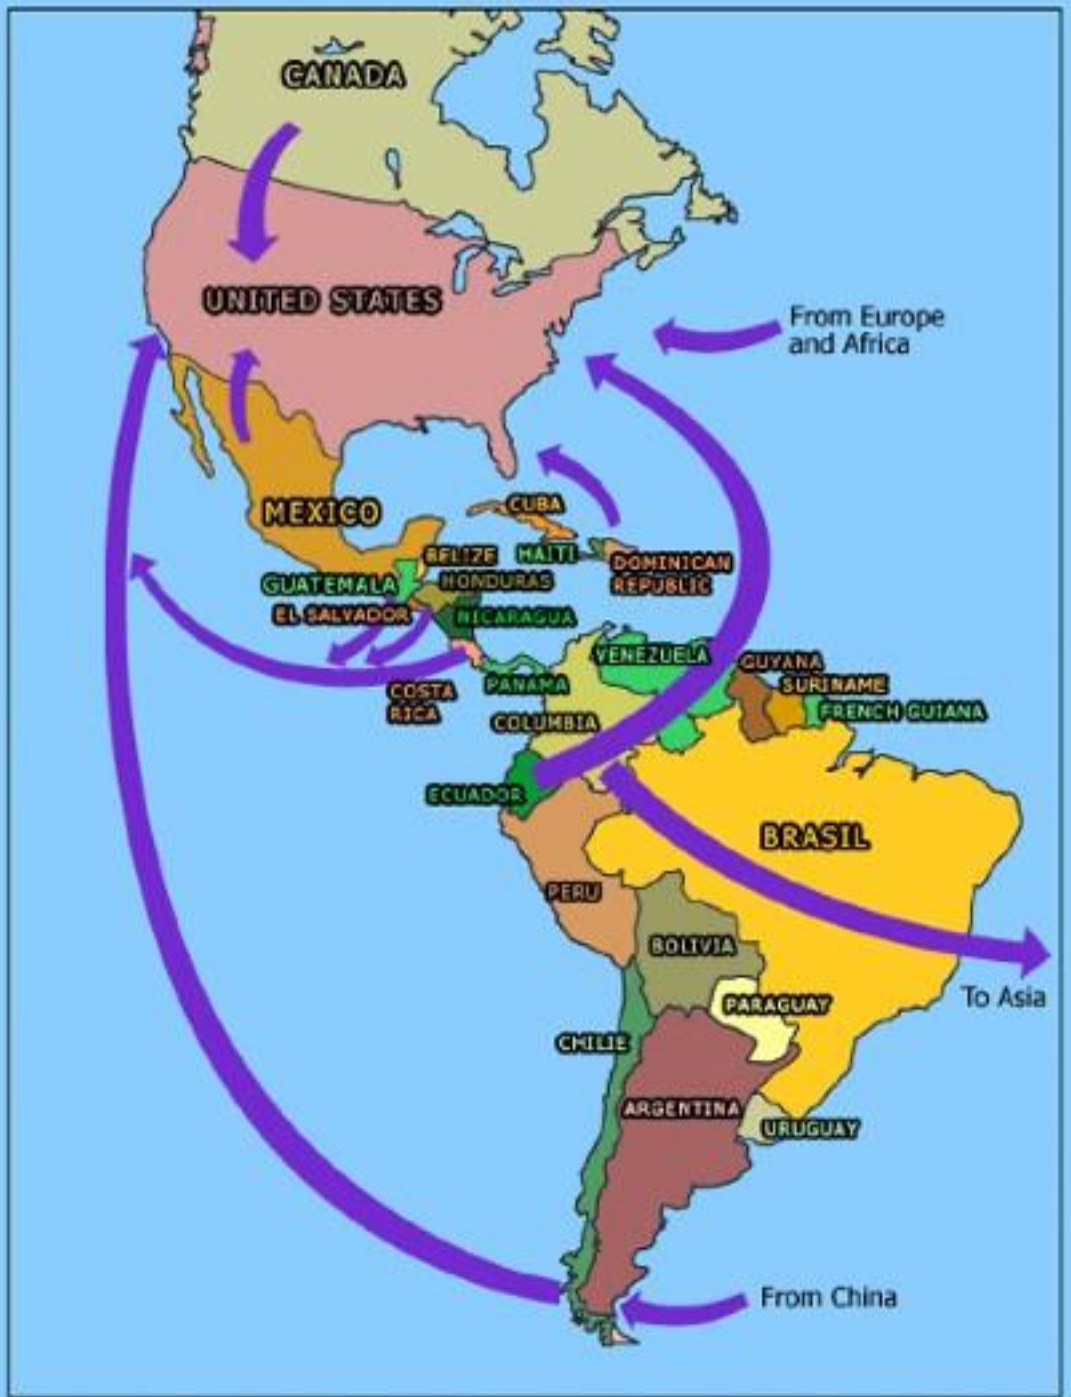 CANADA
UNITED STATES
From Europe
and Africa
MEXICO
CUBA
BELIZE
HAITI
DOMINICAN
REPUBLIC
GUATEMALA
HONDURAS
EL SALVADOR
NICARAGUA
COSTA
RICA
PANAMA
VENEZUELA
GUYANA
SURINAME
FRENCH GUIANA
COLUMBIA
ECUADOR
BRASIL
PERU
BOLIVIA
To Asia
PARAGUAY
CHILIE
ARGENTINA
URUGUAY
From China